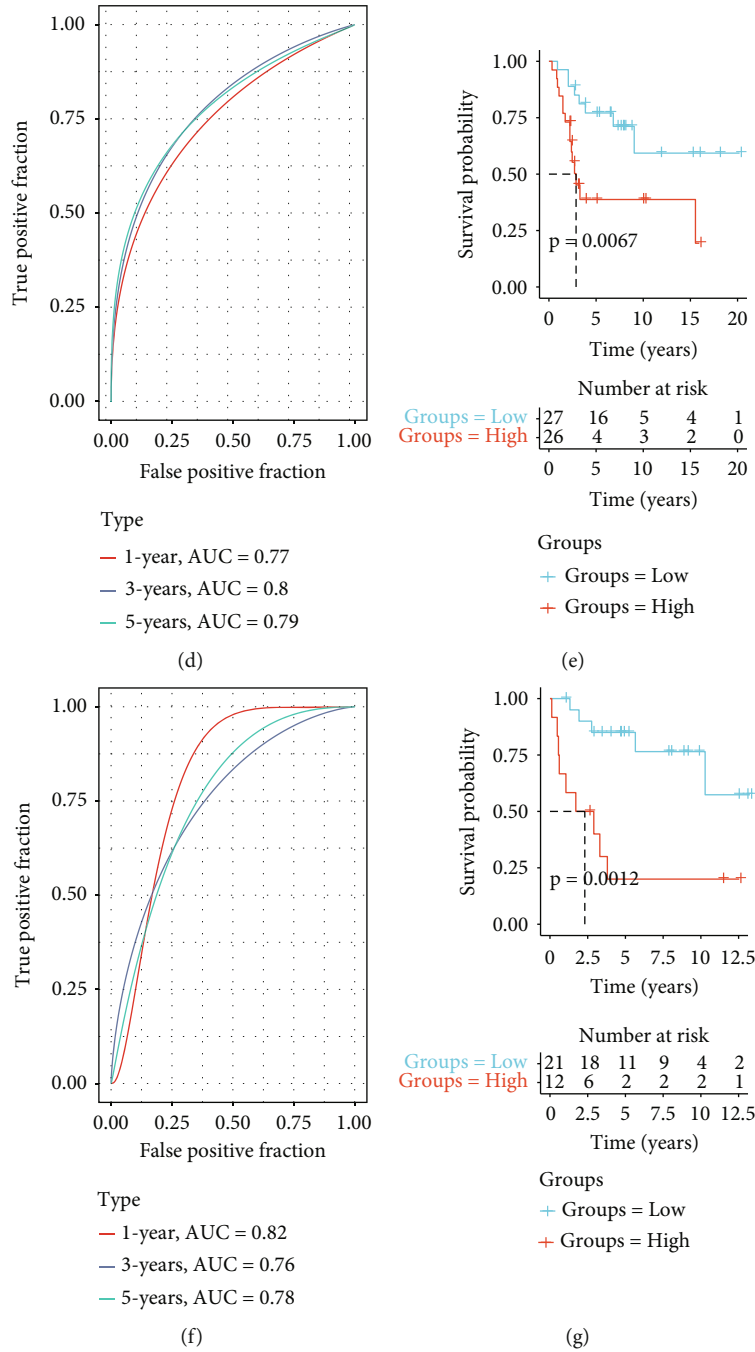 1.00
0.75
0.50
0.25
0.00
True positive fraction
0.00 0.25 0.50 0.75 1.00
False positive fraction
Type
1-year, AUC = 0.77
3-years, AUC = 0.8
5-years, AUC = 0.79
(d)
1.00
0.75
0.50
0.25
0.00
Survival probability
p = 0.0067
0 5 10 15 20
Time (years)
Number at risk
Groups = Low 27 16 5 4 1
Groups = High 26 4 3 2 0
0 5 10 15 20
Time (years)
Groups
Groups = Low
Groups = High
(e)
1.00
0.75
0.50
0.25
0.00
True positive fraction
0.00 0.25 0.50 0.75 1.00
False positive fraction
Type
1-year, AUC = 0.82
3-years, AUC = 0.76
5-years, AUC = 0.78
(f)
1.00
0.75
0.50
0.25
0.00
Survival probability
p = 0.0012
0 2.5 5 7.5 10 12.5
Time (years)
Number at risk
Groups = Low 21 18 11 9 4 2
Groups = High 12 6 2 2 2 1
0 2.5 5 7.5 10 12.5
Time (years)
Groups
Groups = Low
Groups = High
(g)